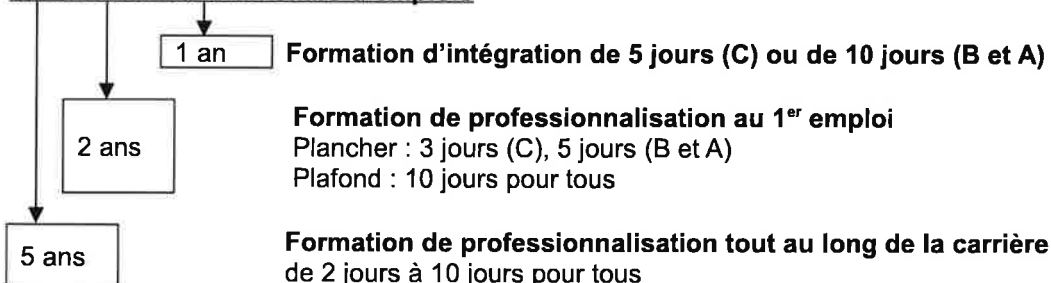 1 an Formation d'intégration de 5 jours (C) ou de 10 jours (B et A)
Formation de professionnalisation au 1er emploi
2 ans Plancher : 3 jours (C), 5 jours (B et A)
Plafond : 10 jours pour tous
5 ans Formation de professionnalisation tout au long de la carrière
de 2 jours à 10 jours pour tous